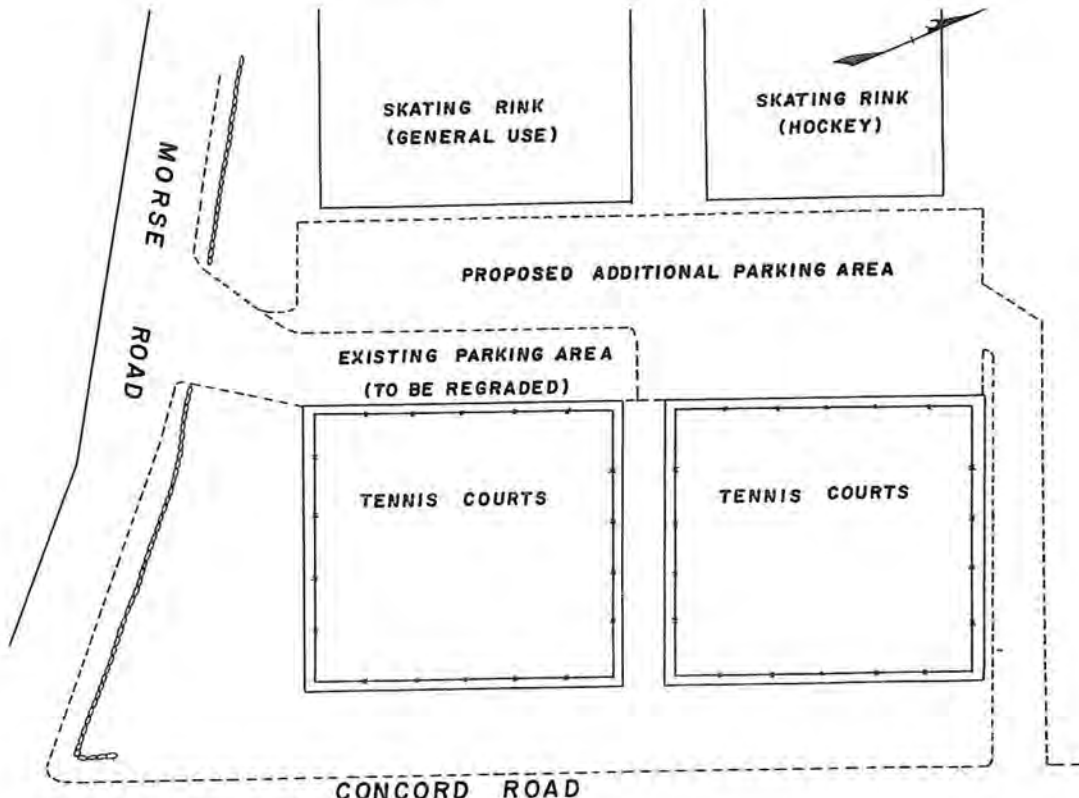 SKATING RINK
(GENERAL USE)
SKATING RINK
(HOCKEY)
MORSE ROAD
PROPOSED ADDITIONAL PARKING AREA
EXISTING PARKING AREA
(TO BE REGRADED)
TENNIS COURTS
TENNIS COURTS
CONCORD ROAD